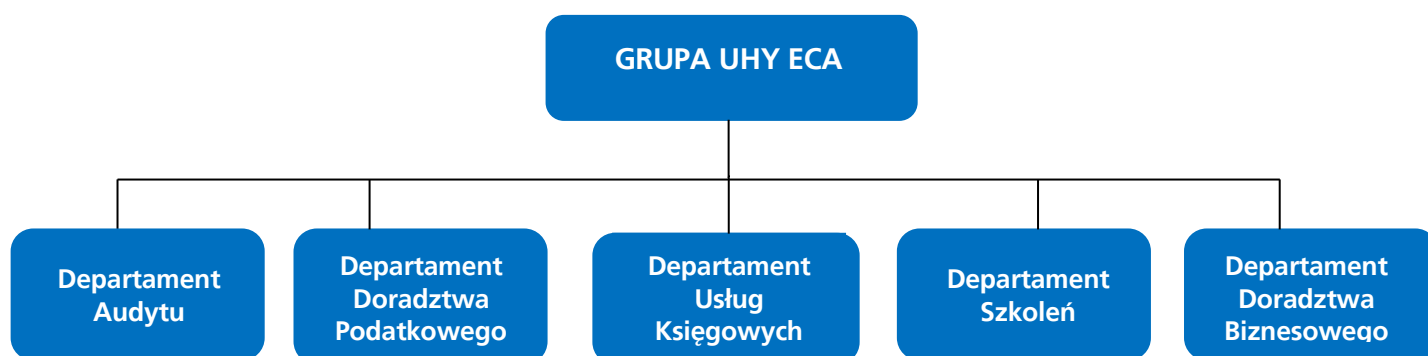 GRUPA UHY ECA
Departament
Audytu
Departament
Doradztwa
Podatkowego
Departament
Usług
Księgowych
Departament
Szkoleń
Departament
Doradztwa
Biznesowego